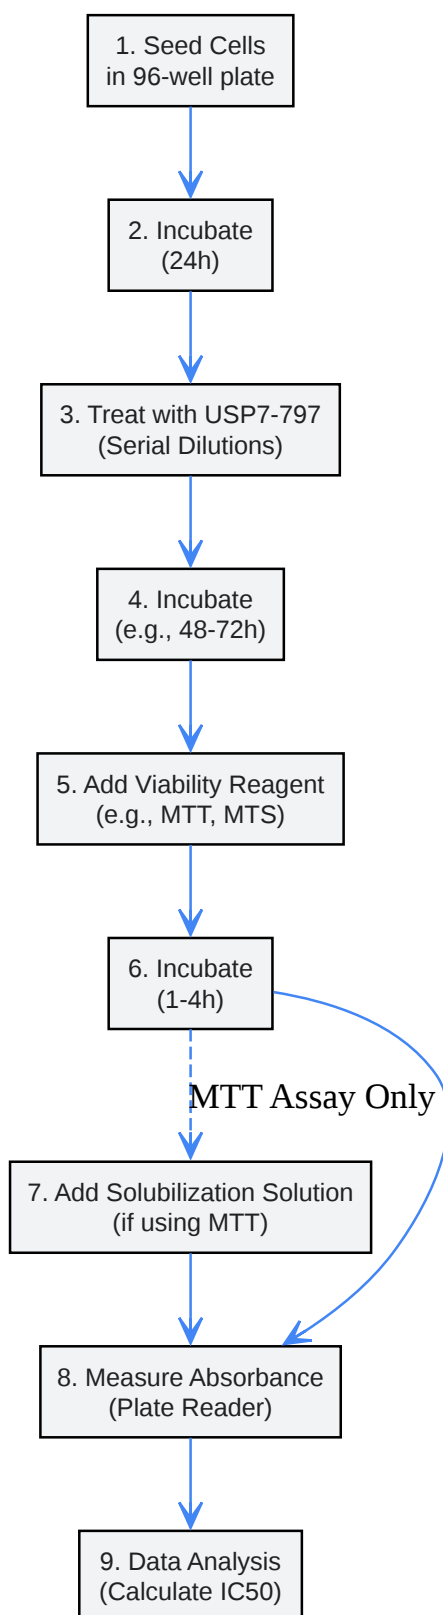 1. Seed Cells
in 96-well plate
2. Incubate
(24h)
3. Treat with USP7-797
(Serial Dilutions)
4. Incubate
(e.g., 48-72h)
5. Add Viability Reagent
(e.g., MTT, MTS)
6. Incubate
(1-4h)
MTT Assay Only
7. Add Solubilization Solution
(if using MTT)
8. Measure Absorbance
(Plate Reader)
9. Data Analysis
(Calculate IC50)